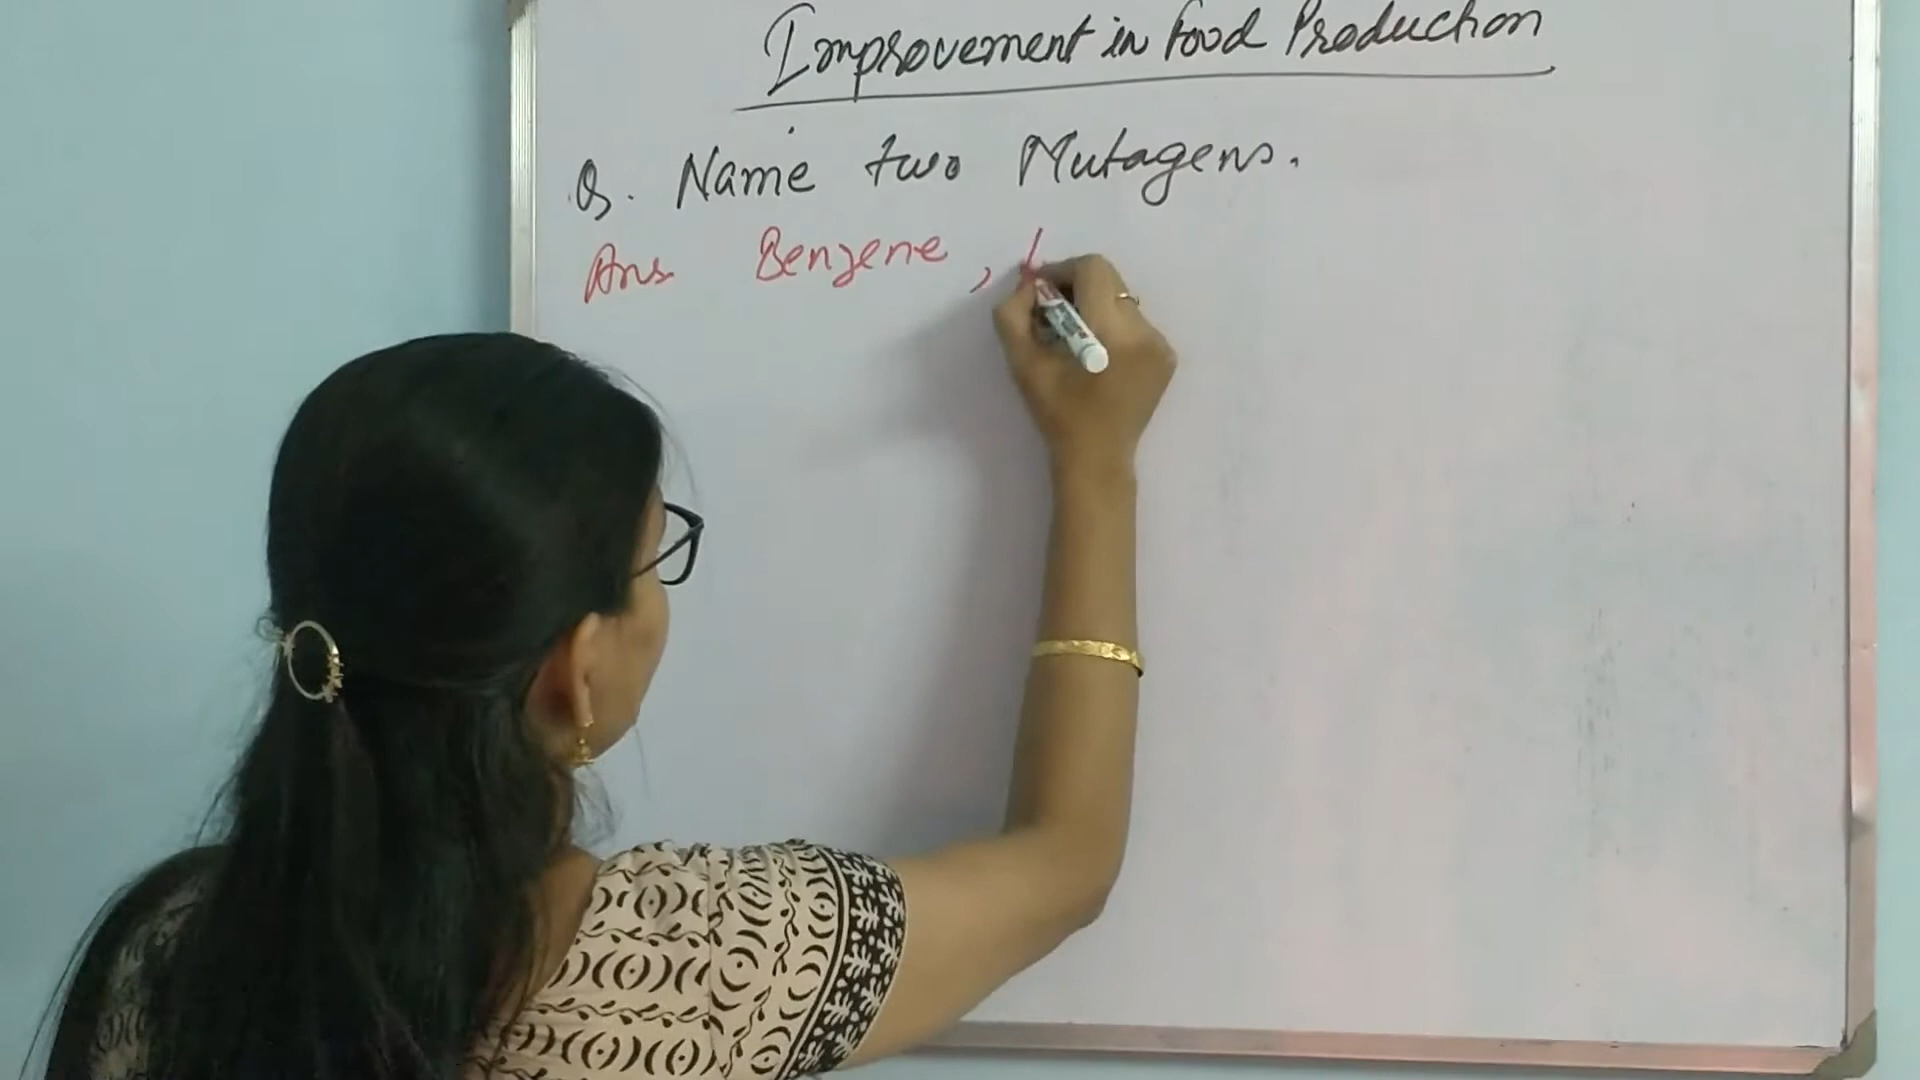 Improvement in Food Production
Q. Name two Mutagens.
Ans Benzene,